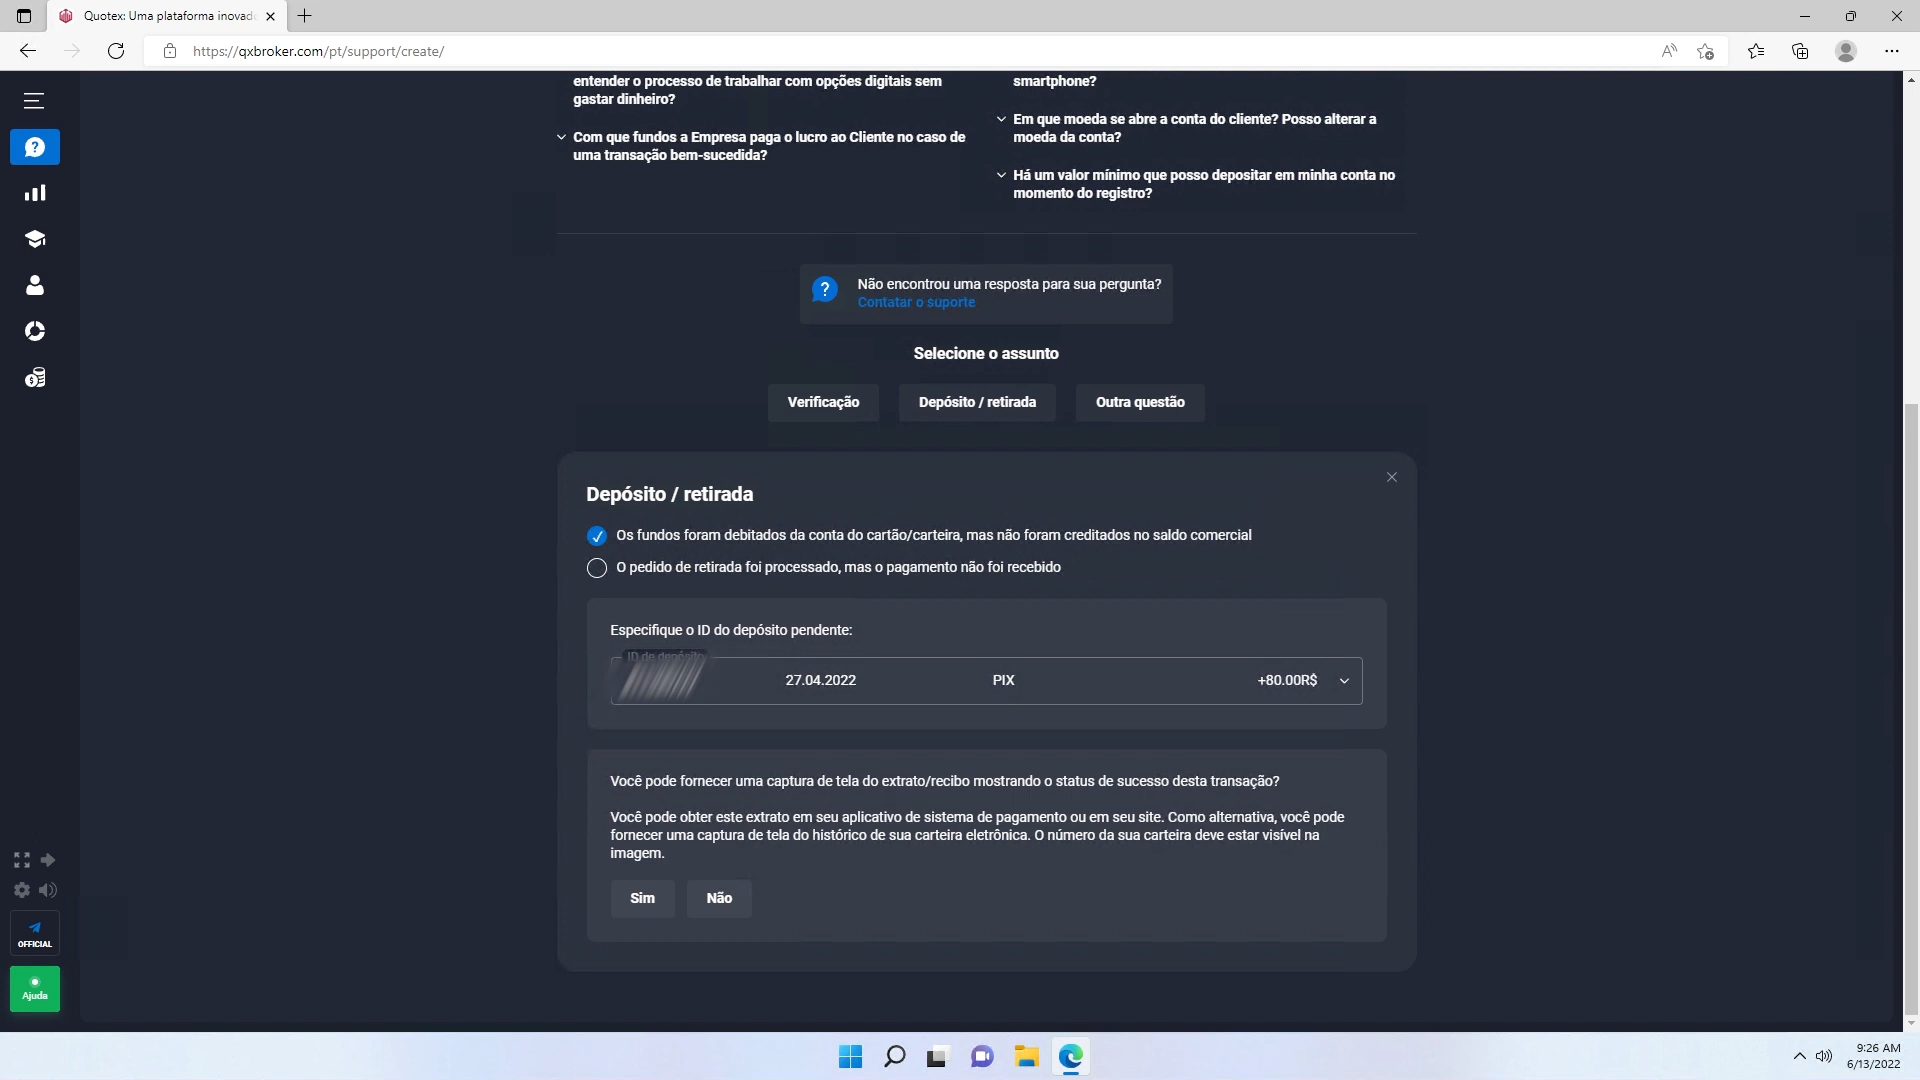 Quotex: Uma plataforma inovad
https://qxbroker.com/pt/support/create/
entender o processo de trabalhar com opções digitais sem
gastar dinheiro?
Com que fundos a Empresa paga o lucro ao Cliente no caso de
uma transação bem-sucedida?
smartphone?
Em que moeda se abre a conta do cliente? Posso alterar a
moeda da conta?
Há um valor mínimo que posso depositar em minha conta no
momento do registro?
Não encontrou uma resposta para sua pergunta?
Contatar o suporte
Selecione o assunto
Verificação
Depósito / retirada
Outra questão
Depósito / retirada
Os fundos foram debitados da conta do cartão/carteira, mas não foram creditados no saldo comercial
O pedido de retirada foi processado, mas o pagamento não foi recebido
Especifique o ID do depósito pendente:
ID de depósito
27.04.2022 PIX +80.00R$
Você pode fornecer uma captura de tela do extrato/recibo mostrando o status de sucesso desta transação?
Você pode obter este extrato em seu aplicativo de sistema de pagamento ou em seu site. Como alternativa, você pode
fornecer uma captura de tela do histórico de sua carteira eletrônica. O número da sua carteira deve estar visível na
imagem.
Sim
Não
OFFICIAL
Ajuda
9:26 AM
6/13/2022